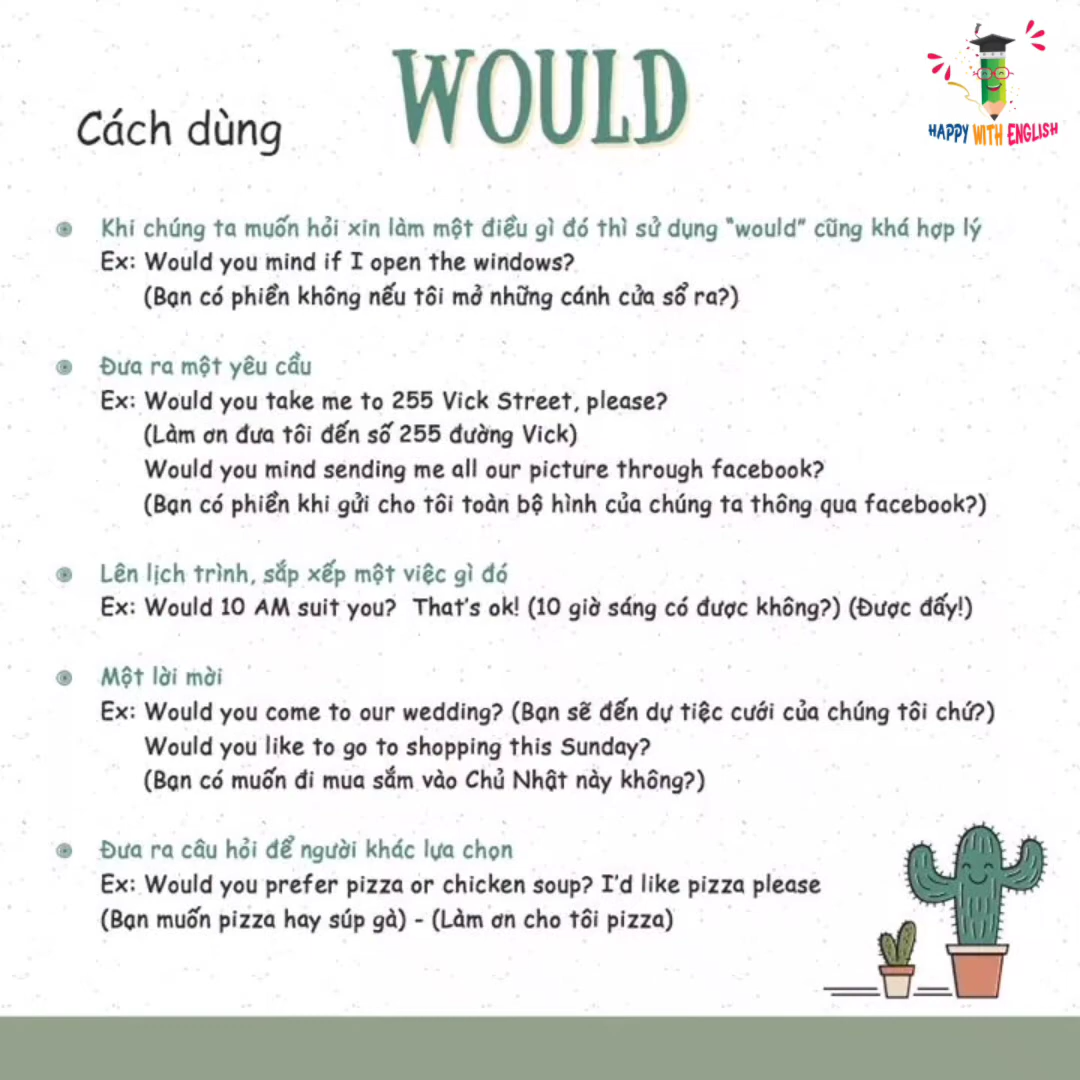 Cách dùng WOULD
HAPPY WITH ENGLISH
Khi chúng ta muốn hỏi xin làm một điều gì đó thì sử dụng “would” cũng khá hợp lý
Ex: Would you mind if I open the windows?
(Bạn có phiền không nếu tôi mở những cánh cửa sổ ra?)
Đưa ra một yêu cầu
Ex: Would you take me to 255 Vick Street, please?
(Làm ơn đưa tôi đến số 255 đường Vick)
Would you mind sending me all our picture through facebook?
(Bạn có phiền khi gửi cho tôi toàn bộ hình của chúng ta thông qua facebook?)
Lên lịch trình, sắp xếp một việc gì đó
Ex: Would 10 AM suit you? That's ok! (10 giờ sáng có được không?) (Được đấy!)
Một lời mời
Ex: Would you come to our wedding? (Bạn sẽ đến dự tiệc cưới của chúng tôi chứ?)
Would you like to go to shopping this Sunday?
(Bạn có muốn đi mua sắm vào Chủ Nhật này không?)
Đưa ra câu hỏi để người khác lựa chọn
Ex: Would you prefer pizza or chicken soup? I'd like pizza please
(Bạn muốn pizza hay súp gà) - (Làm ơn cho tôi pizza)